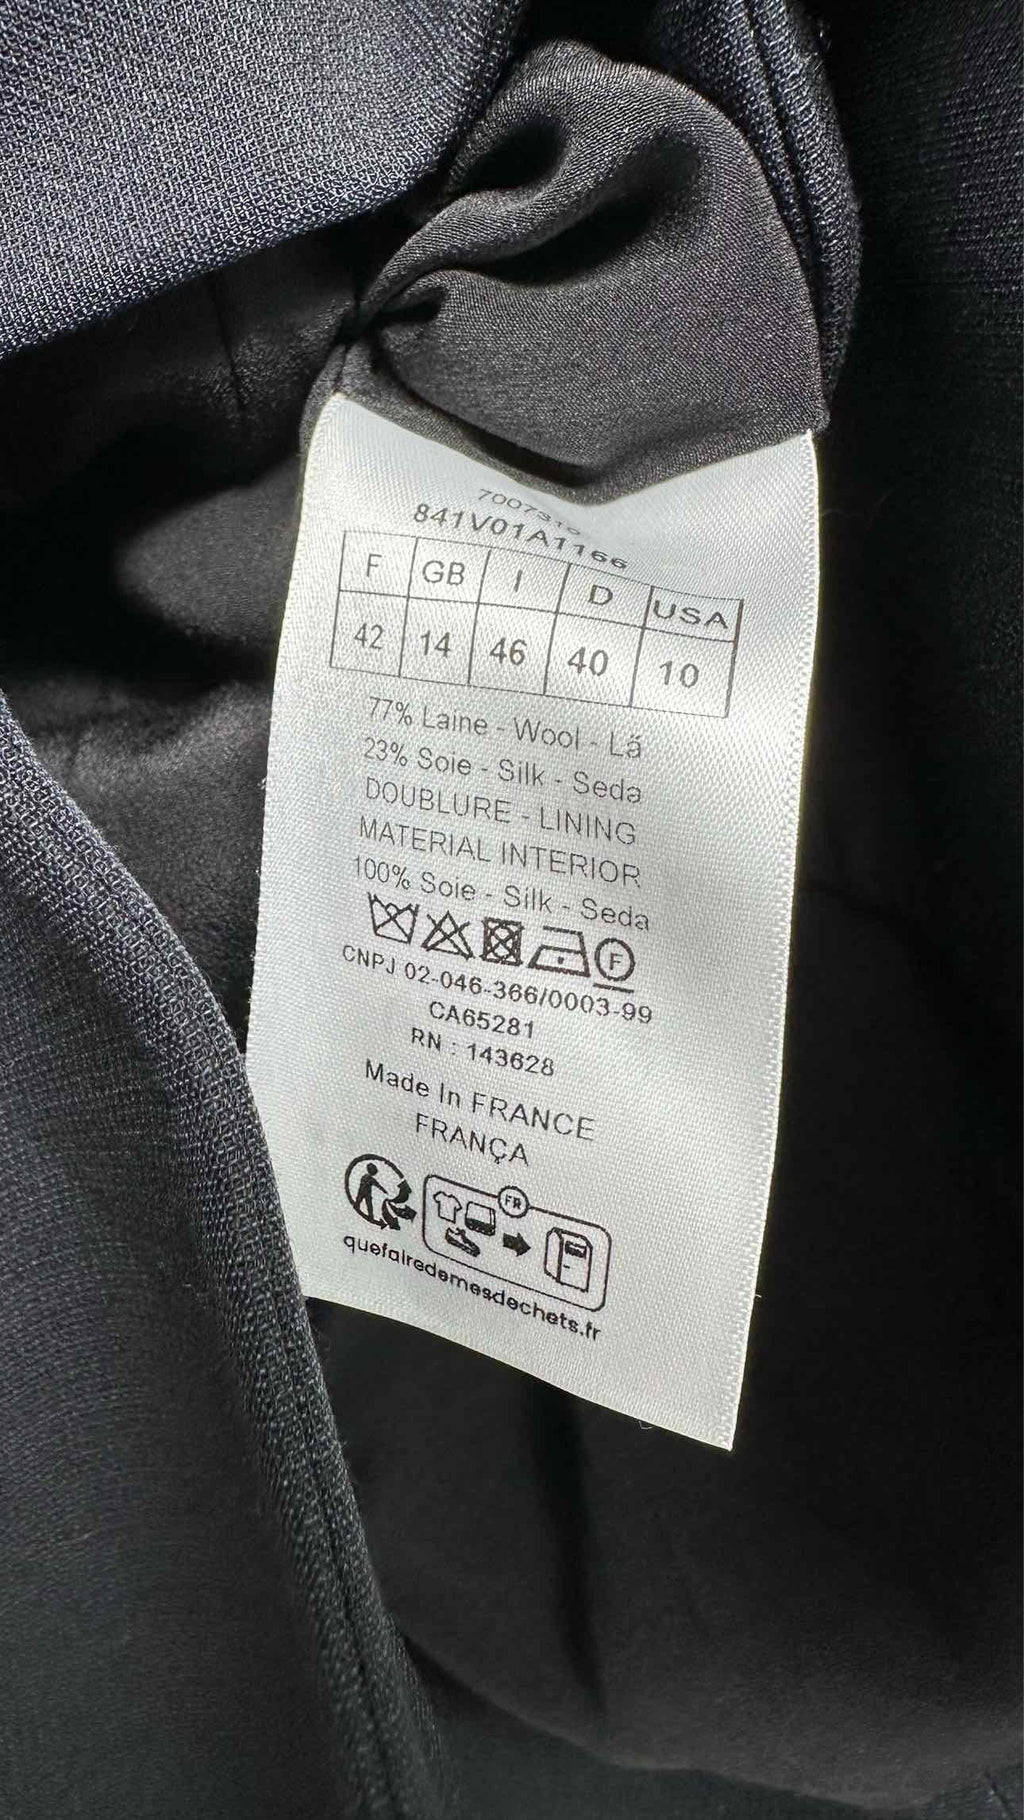 841V01A1166
F GB I D USA
42 14 46 40 10
77% Laine - Wool - Lã
23% Soie - Silk - Seda
DOUBLURE - LINING
MATERIAL INTERIOR
100% Soie - Silk - Seda
F
CNPJ 02-046-366/0003-99
CA65281
RN : 143628
Made In FRANCE
FRANÇA
FR
quefairedemesdechets.fr